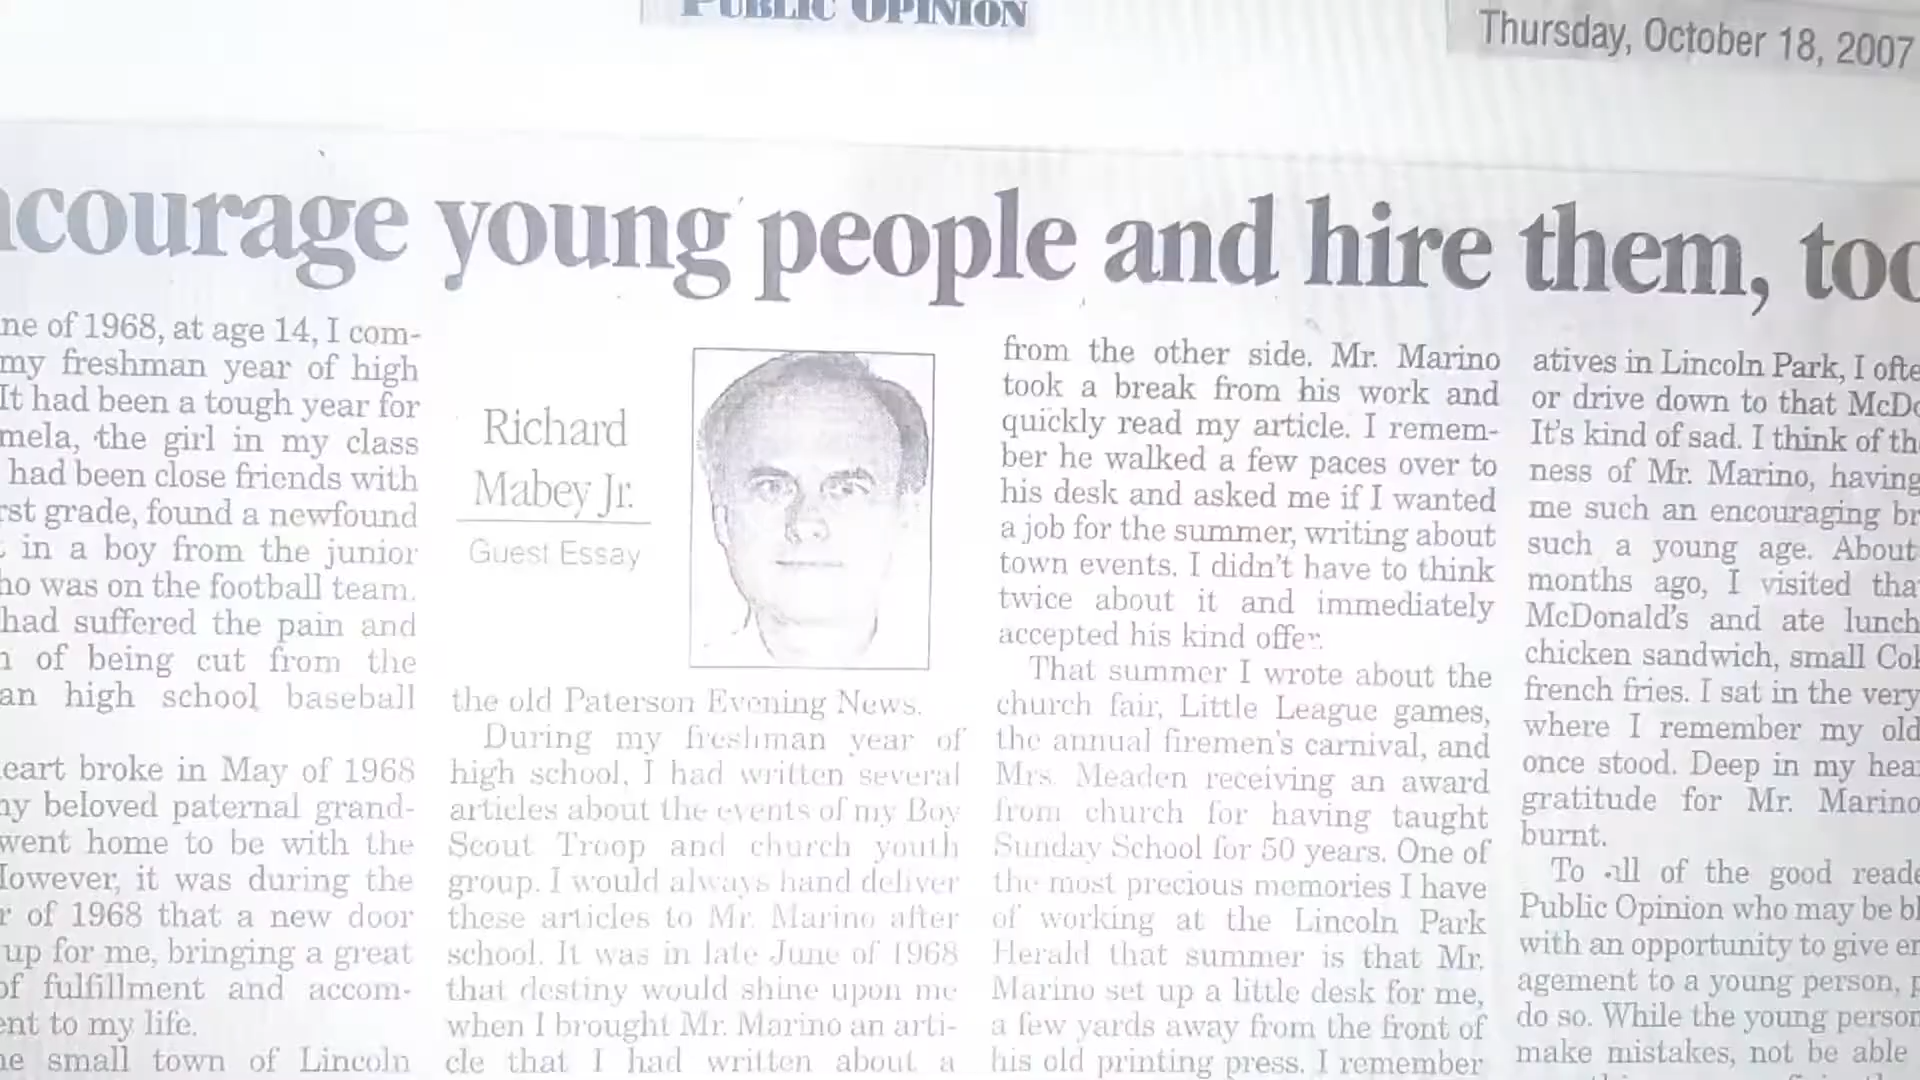 PUBLIC OPINION
Thursday, October 18, 2007
ncourage young people and hire them, too
ne of 1968, at age 14, I com-
my freshman year of high
It had been a tough year for
mela, the girl in my class
had been close friends with
rst grade, found a newfound
in a boy from the junior
ho was on the football team.
had suffered the pain and
n of being cut from the
an high school baseball
eart broke in May of 1968
ny beloved paternal grand-
went home to be with the
However, it was during the
r of 1968 that a new door
up for me, bringing a great
of fulfillment and accom-
ent to my life.
ne small town of Lincoln
Richard
Mabey Jr.
Guest Essay
the old Paterson Evening News.
During my freshman year of
high school, I had written several
articles about the events of my Boy
Scout Troop and church youth
group. I would always hand deliver
these articles to Mr. Marino after
school. It was in late June of 1968
that destiny would shine upon me
when I brought Mr. Marino an arti-
cle that I had written about a
from the other side. Mr. Marino
took a break from his work and
quickly read my article. I remem-
ber he walked a few paces over to
his desk and asked me if I wanted
a job for the summer, writing about
town events. I didn't have to think
twice about it and immediately
accepted his kind offer.
That summer I wrote about the
church fair, Little League games,
the annual firemen's carnival, and
Mrs. Meaden receiving an award
from church for having taught
Sunday School for 50 years. One of
the most precious memories I have
of working at the Lincoln Park
Herald that summer is that Mr.
Marino set up a little desk for me,
a few yards away from the front of
his old printing press. I remember
atives in Lincoln Park, I ofte
or drive down to that McDo
It's kind of sad. I think of th
ness of Mr. Marino, having
me such an encouraging br
such a young age. About
months ago, I visited tha
McDonald's and ate lunch
chicken sandwich, small Col
french fries. I sat in the very
where I remember my old
once stood. Deep in my hear
gratitude for Mr. Marino
burnt.
To all of the good reade
Public Opinion who may be bl
with an opportunity to give en
agement to a young person, p
do so. While the young person
make mistakes, not be able